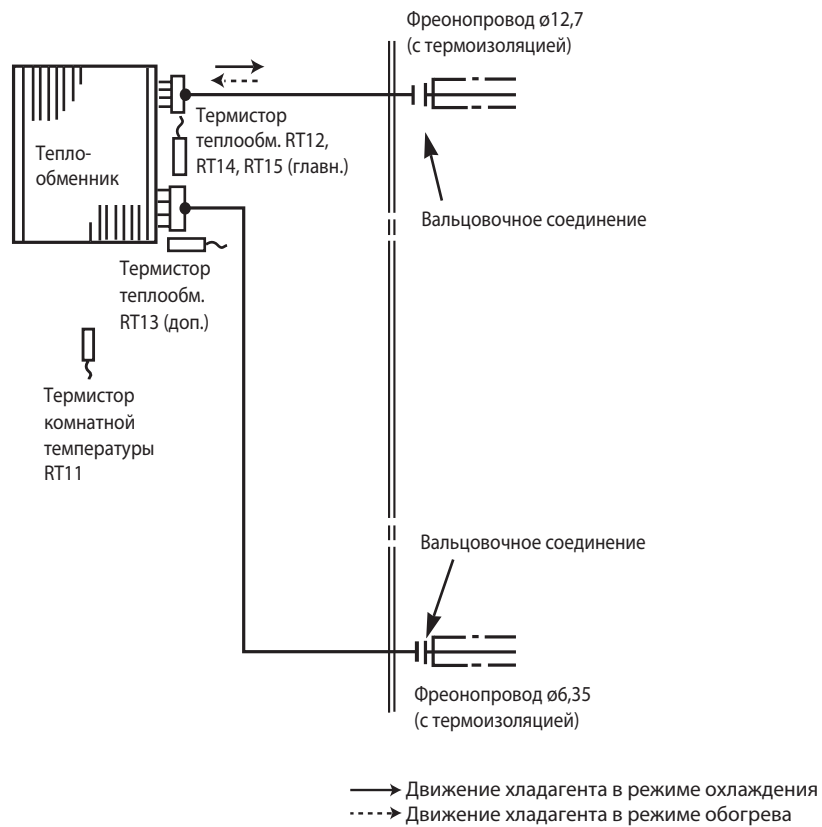 Фреонопровод ø12,7
(с термоизоляцией)
Термистор
теплообм. RT12,
RT14, RT15 (главн.)
Тепло-
обменник
Вальцовочное соединение
Термистор
теплообм.
RT13 (доп.)
Термистор
комнатной
температуры
RT11
Вальцовочное соединение
Фреонопровод ø6,35
(с термоизоляцией)
Движение хладагента в режиме охлаждения
Движение хладагента в режиме обогрева